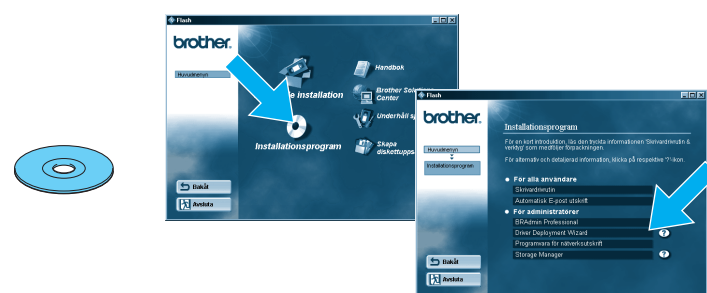 Flash
brother.
Huvudmenyn
Handbok
installation
Brother Solutions
Center
Underhåll
Installationsprogram
Skapa
Bakåt
Avsluta
Flash
brother.
Huvudmenyn
Installationsprogram
Installationsprogram
För en kort introduktion, läs den tryckta informationen 'Skrivardrivrutin &
verktyg' som medföljer förpackningen.
För alternativ och detaljerad information, klicka på respektive '?'-ikon.
För alla användare
Skrivardrivrutin
Automatisk E-post utskrift
För administratörer
BRAdmin Professional
Driver Deployment Wizard ?
Programvara för nätverksutskrift
Storage Manager ?
Bakåt
Avsluta